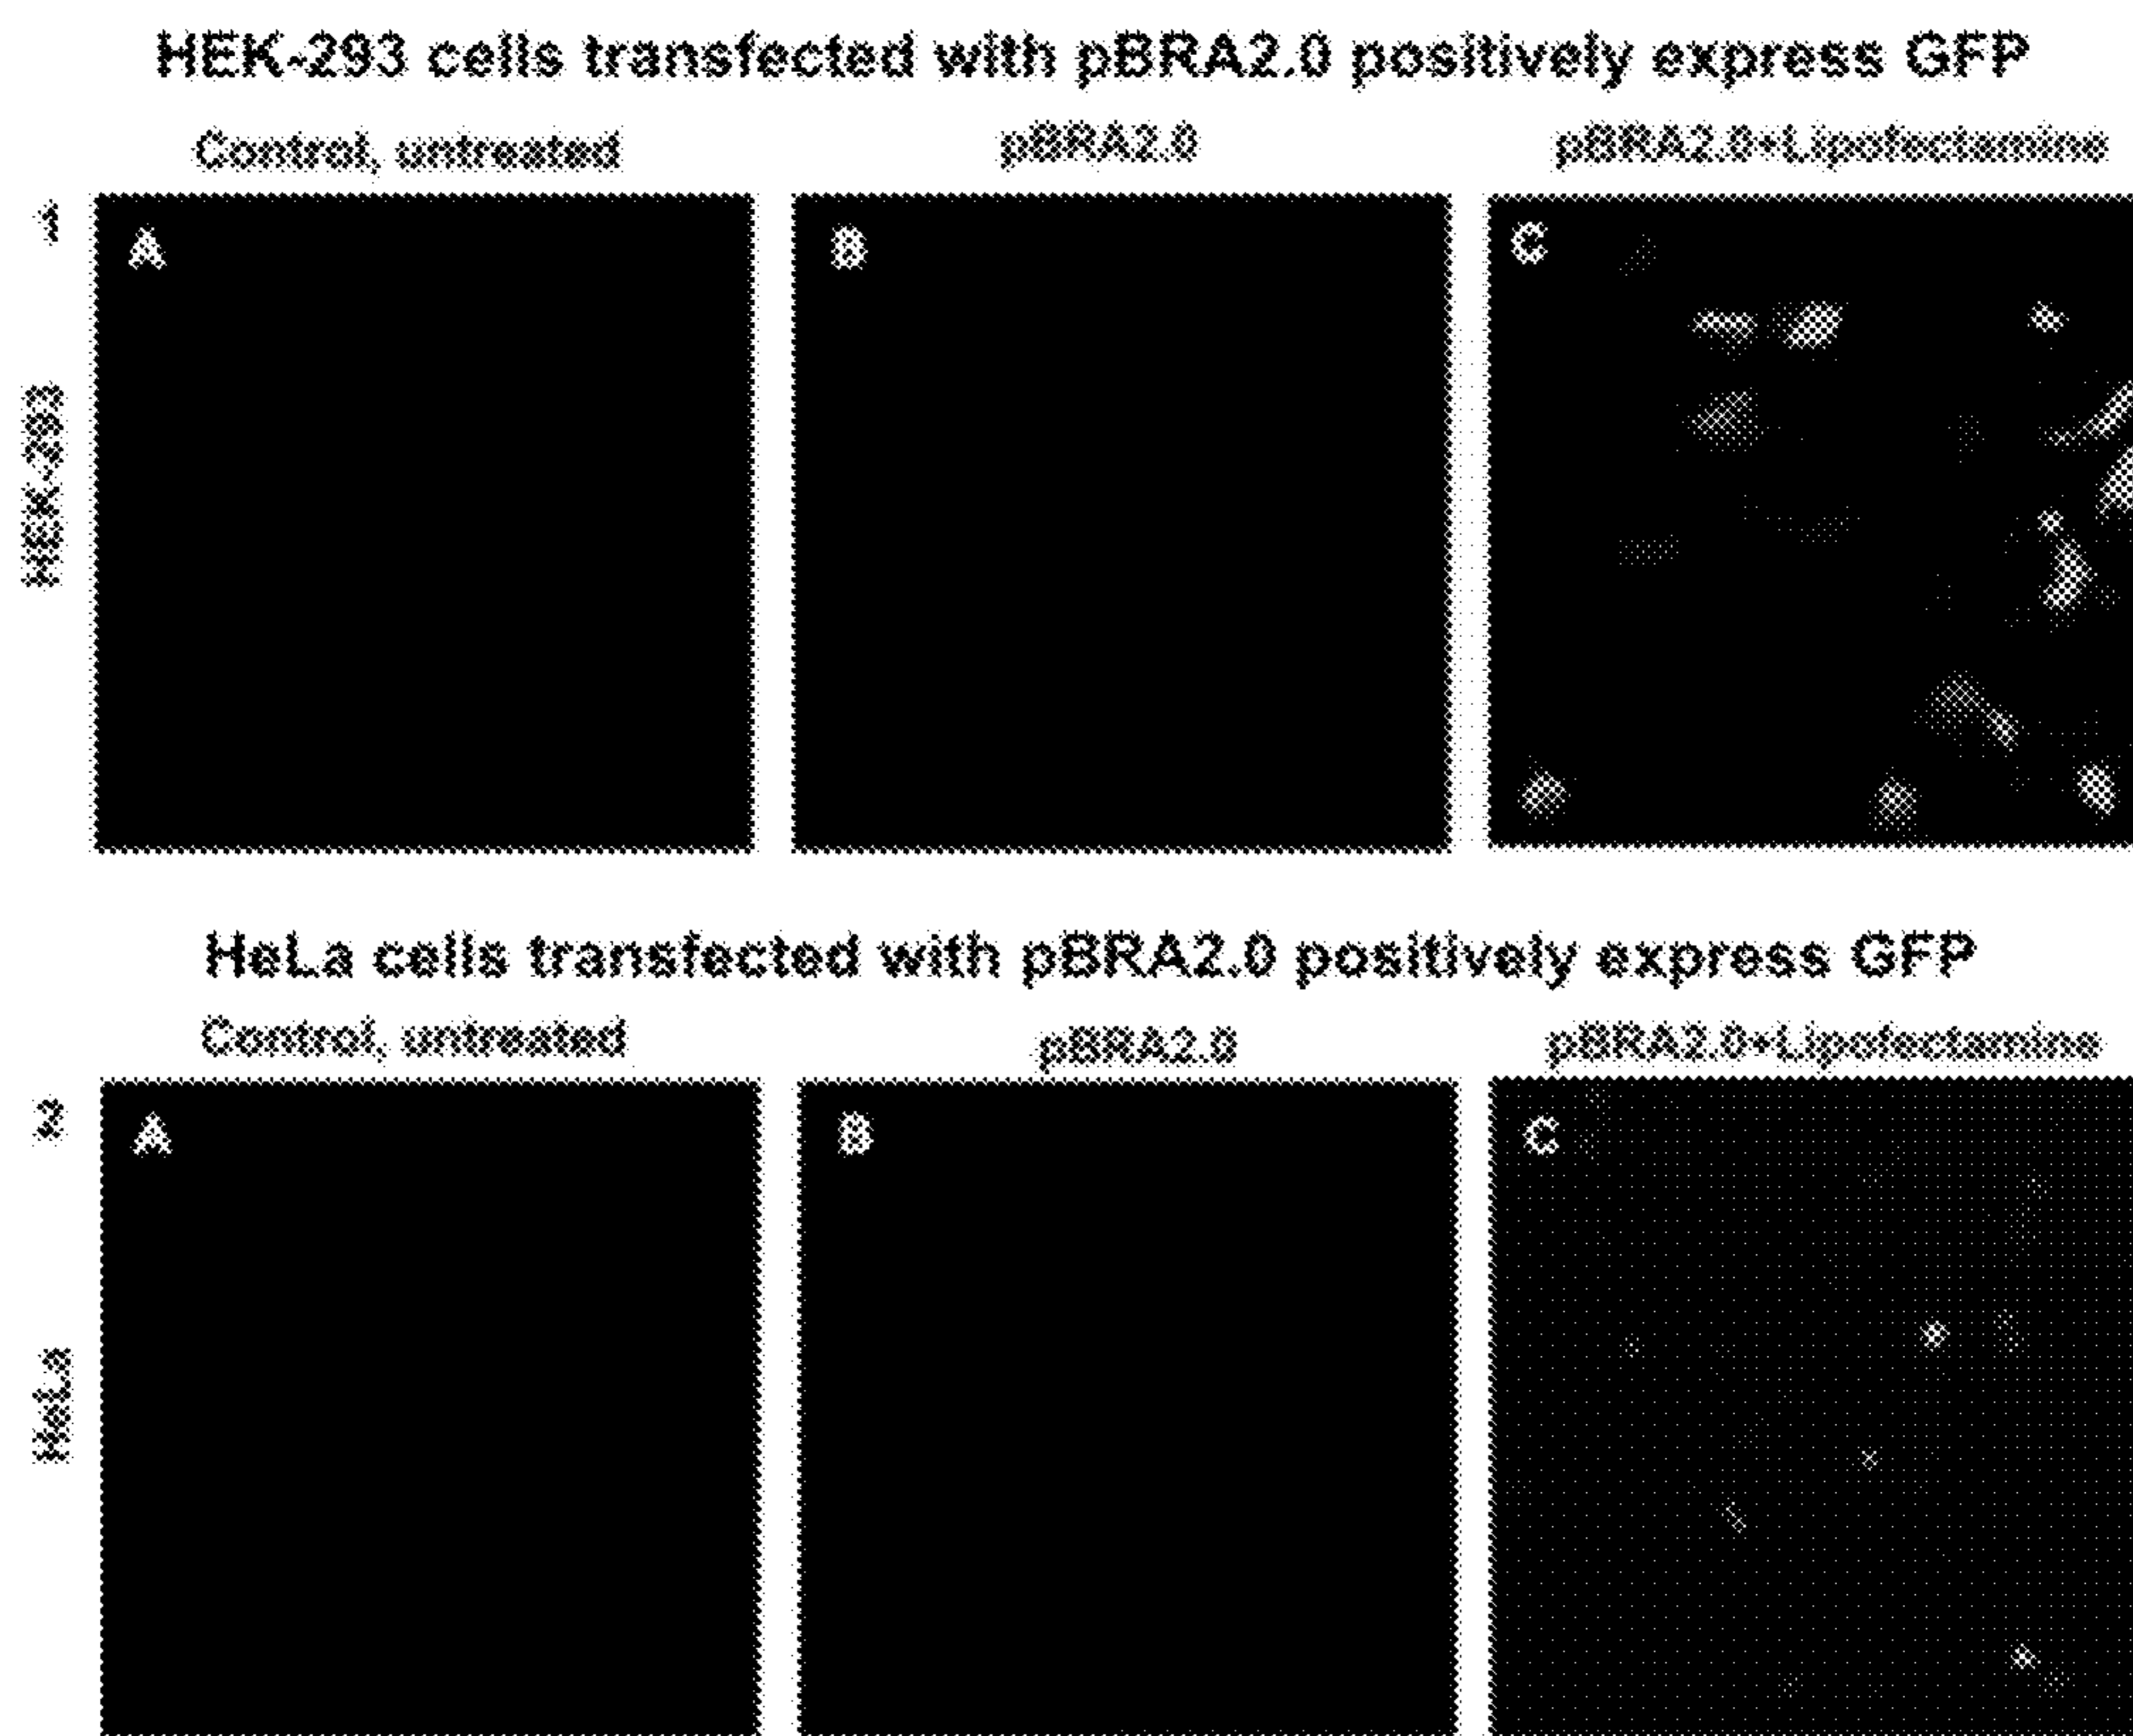 HEK-293 cells transfected with pBRA2.0 positively express GFP
Control, untreated pBRA2.0 pBRA2.0+Lipofectamine
1
A B C
HEK-293
HeLa cells transfected with pBRA2.0 positively express GFP
Control, untreated pBRA2.0 pBRA2.0+Lipofectamine
2
A B C
HeLa